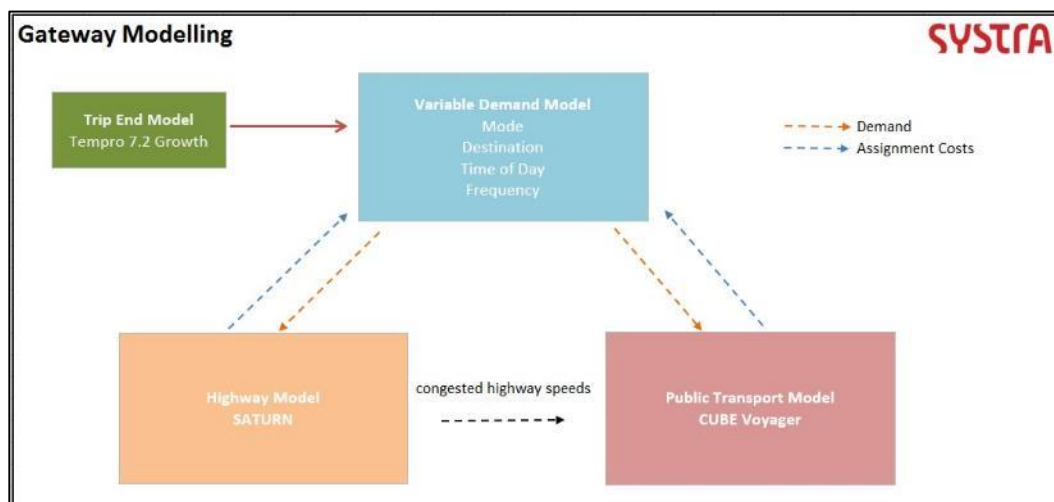 Gateway Modelling
SYSTRA
Trip End Model
Tempro 7.2 Growth
Variable Demand Model
Mode
Destination
Time of Day
Frequency
Demand
Assignment Costs
Highway Model
SATURN
congested highway speeds
Public Transport Model
CUBE Voyager